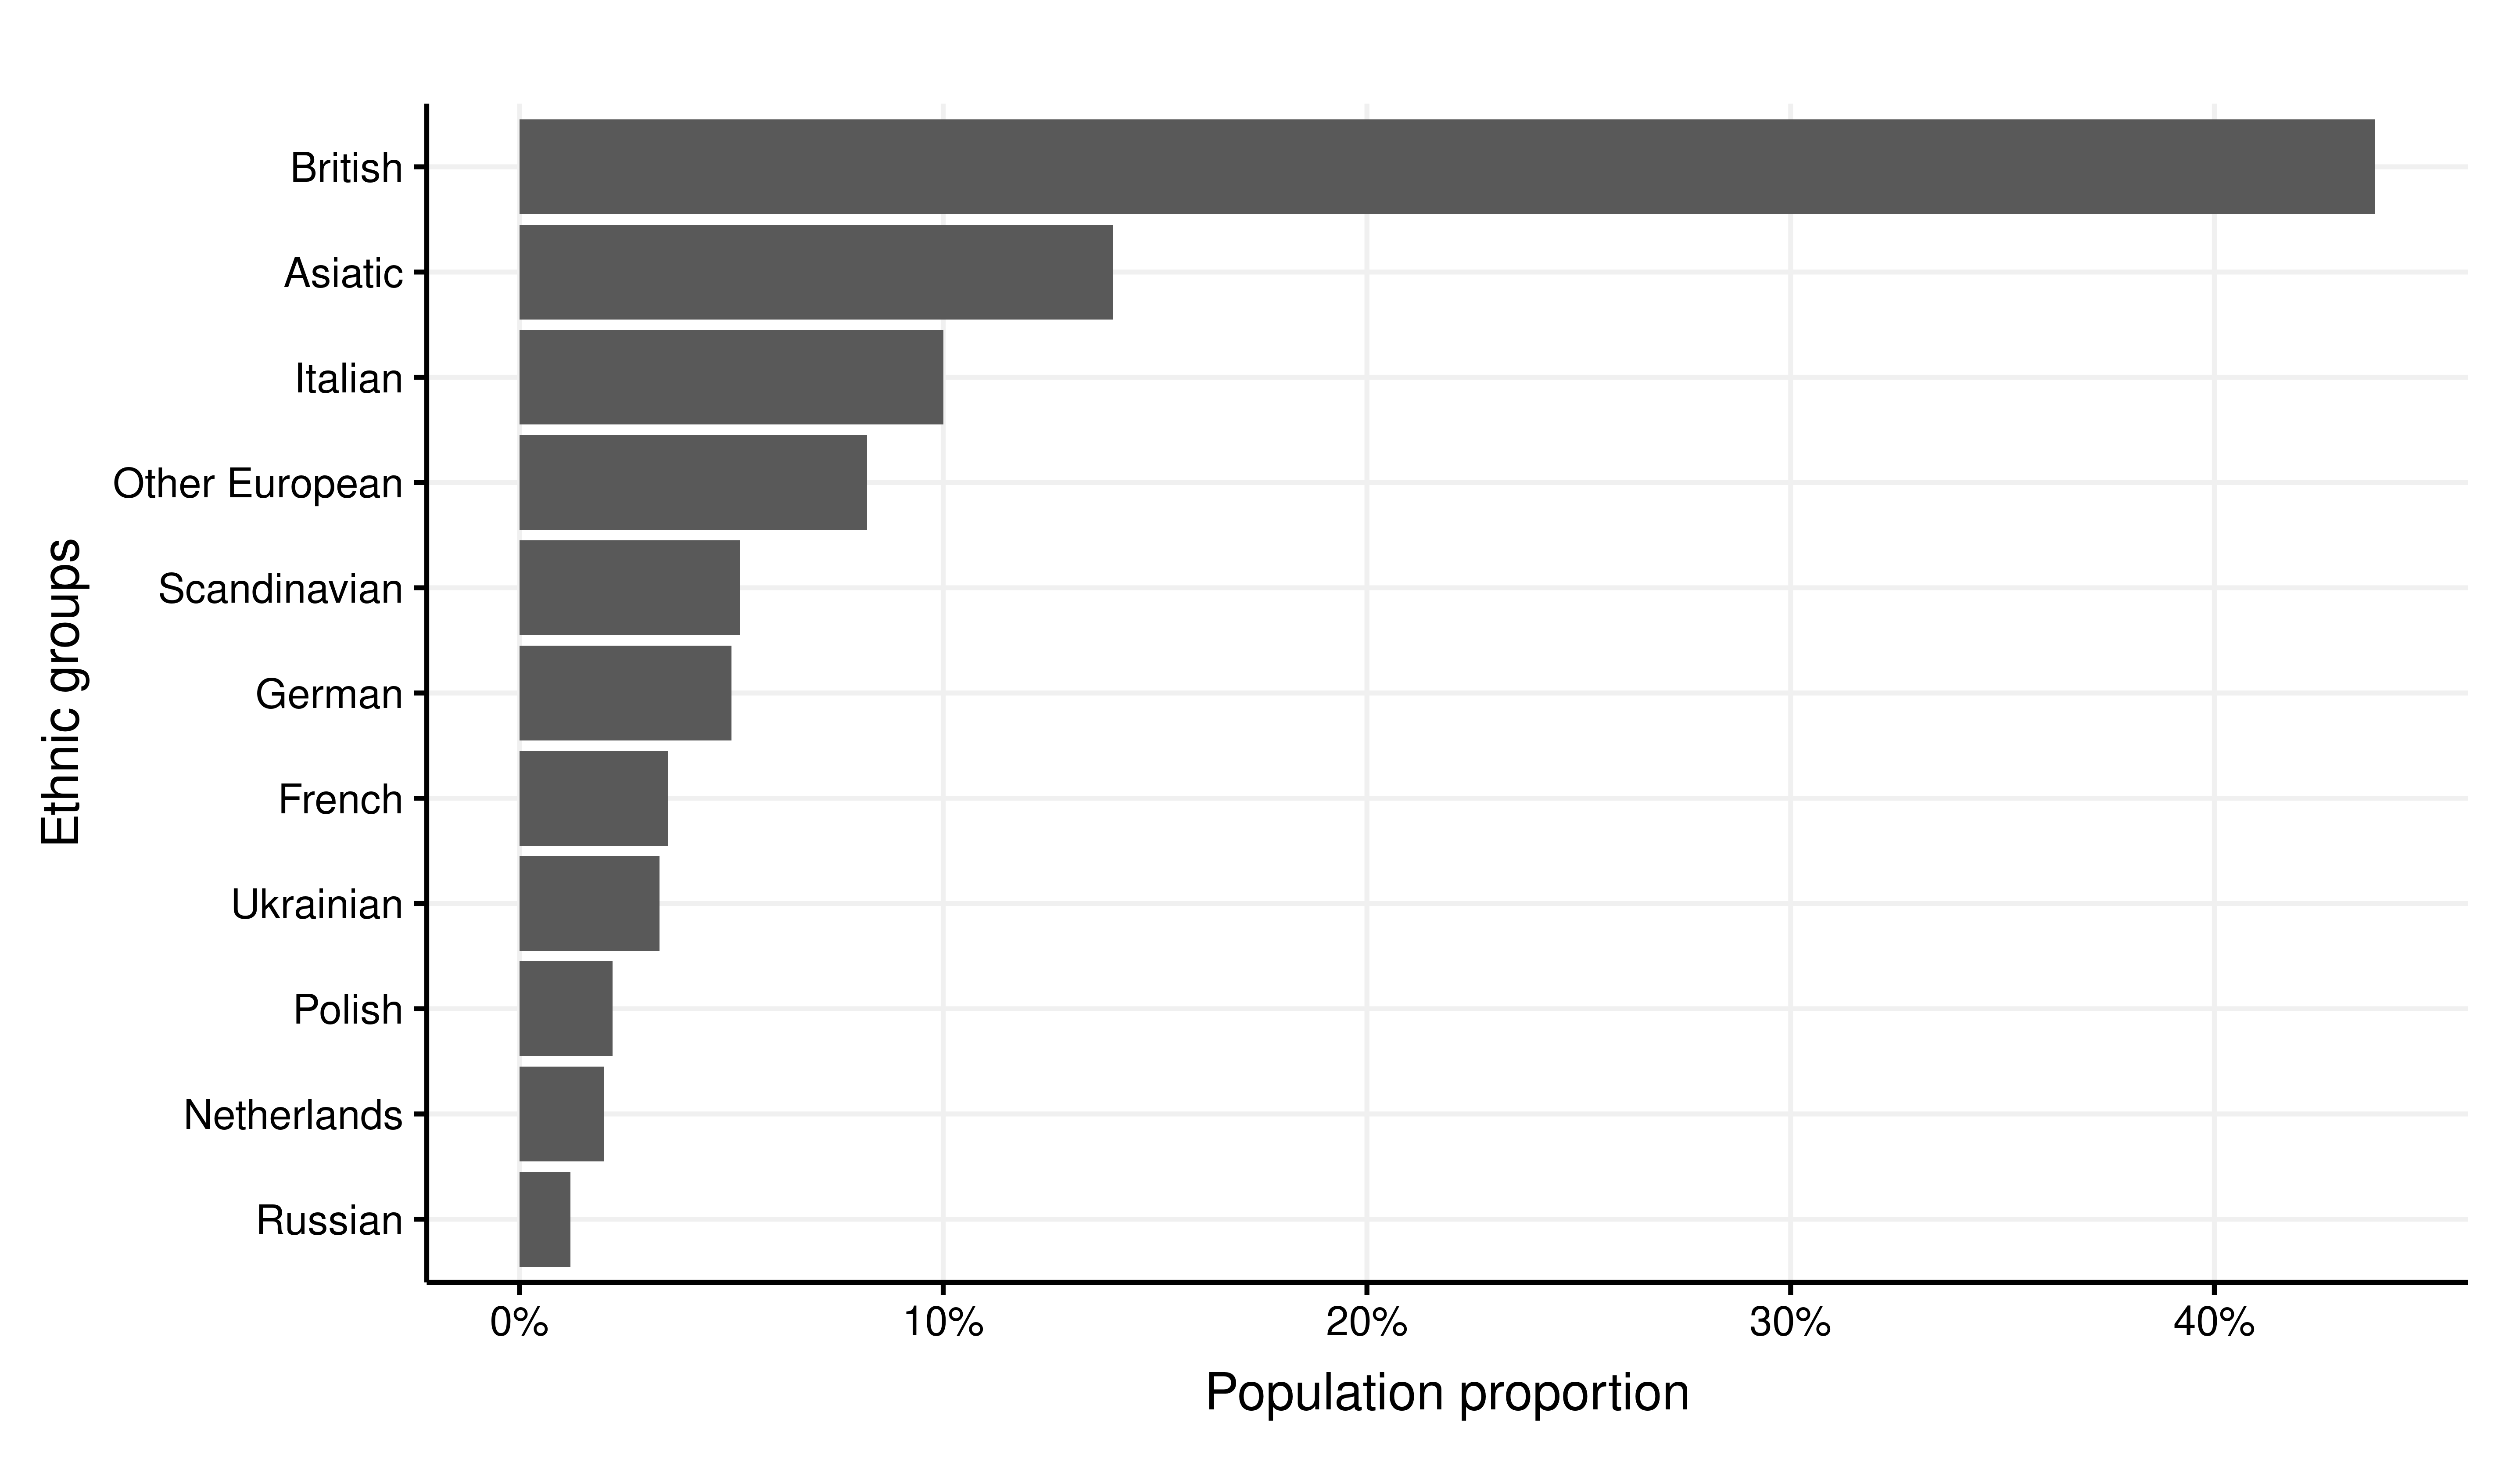 British
Asiatic
Italian
Other European
Scandinavian
German
French
Ukrainian
Polish
Netherlands
Russian
Ethnic groups
0% 10% 20% 30% 40%
Population proportion